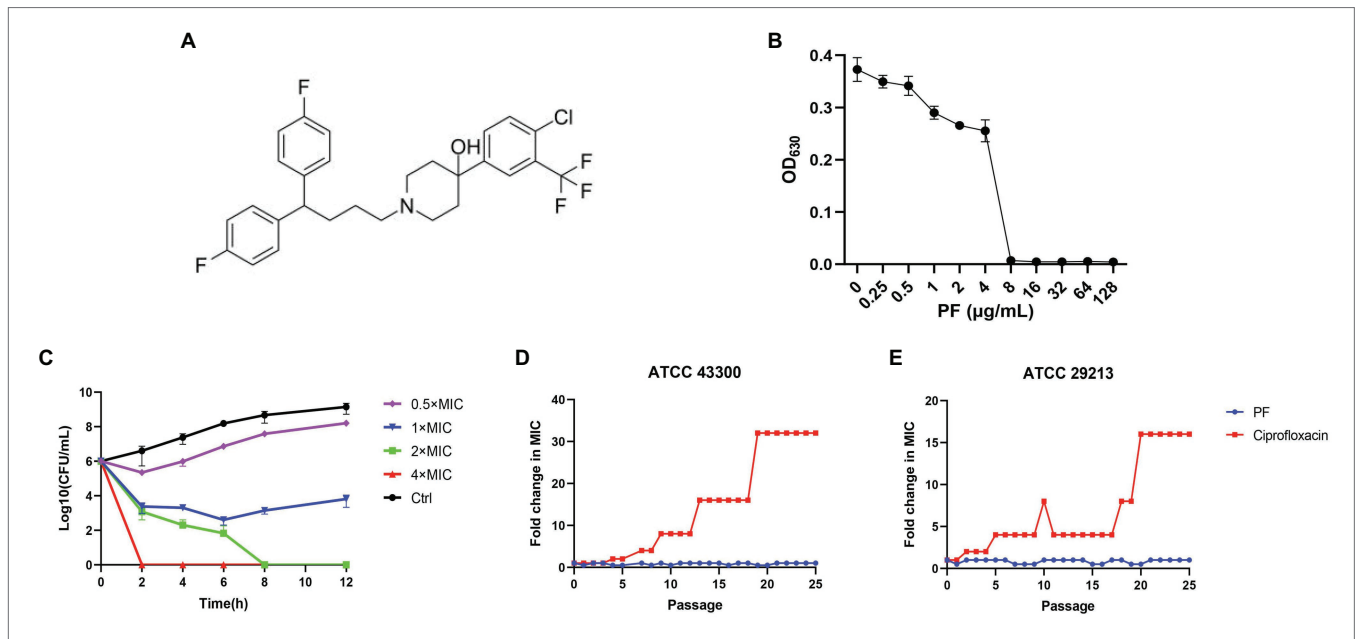 A
F
F
N
OH
Cl
F
F
F
B
OD630
0.4
0.3
0.2
0.1
0.0
0 0.25 0.5 1 2 4 8 16 32 64 128
PF (µg/mL)
C
Log10(CFU/mL)
10
8
6
4
2
0
0 2 4 6 8 10 12
Time(h)
0.5×MIC
1×MIC
2×MIC
4×MIC
Ctrl
D
ATCC 43300
Fold change in MIC
40
30
20
10
0
0 5 10 15 20 25
Passage
E
ATCC 29213
Fold change in MIC
20
15
10
5
0
0 5 10 15 20 25
Passage
PF
Ciprofloxacin